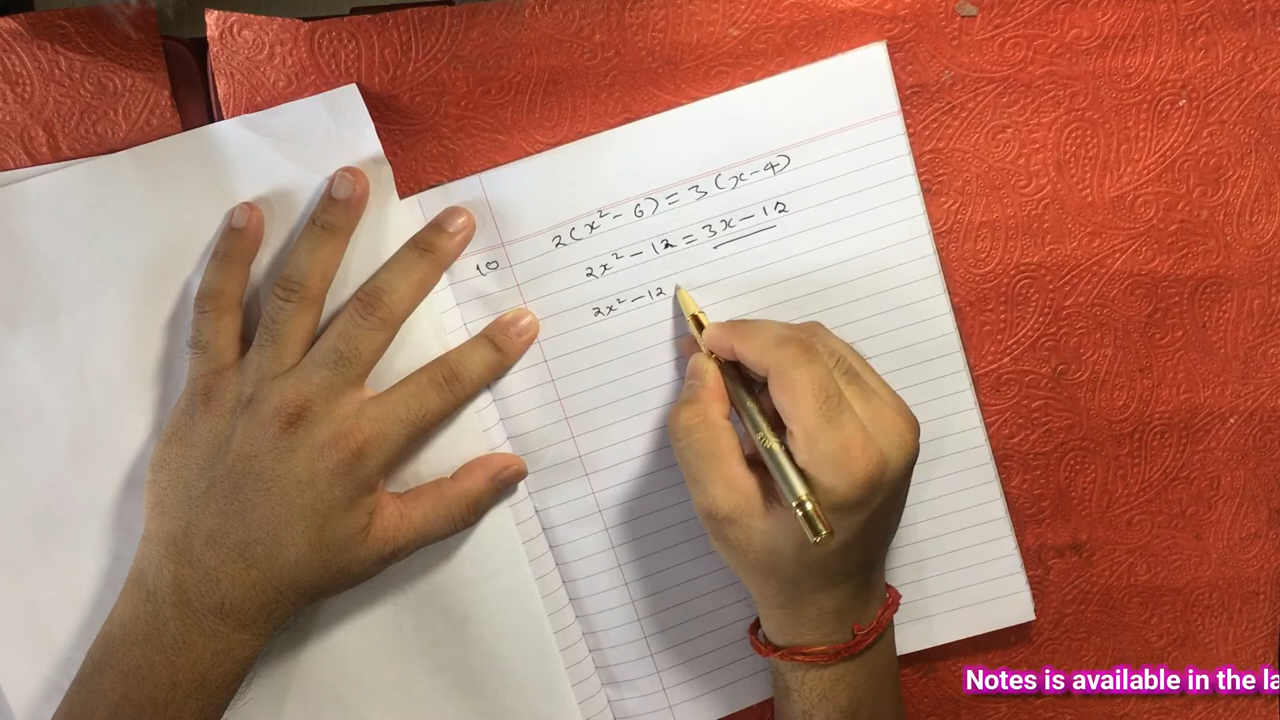 2(x² - 6) = 3(x - 4)
10
2x² - 12 = 3x - 12
2x² - 12
Notes is available in the la